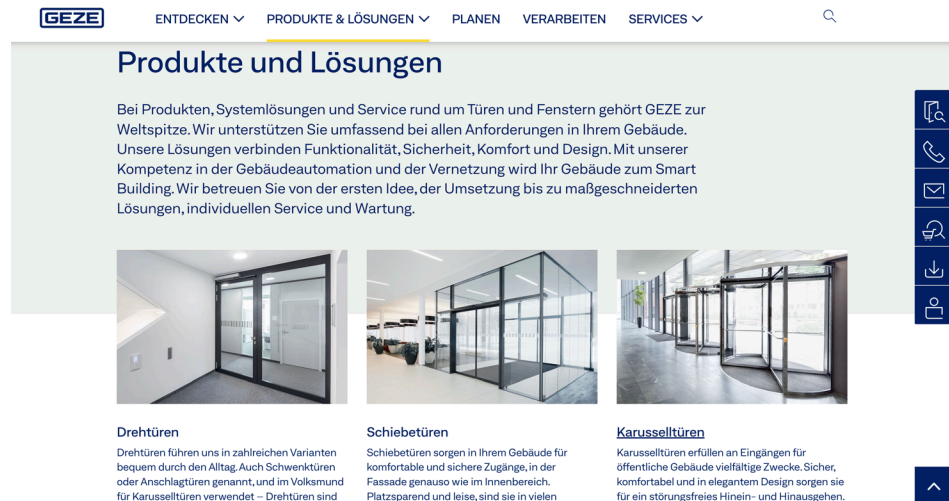 GEZE
ENTDECKEN PRODUKTE & LÖSUNGEN PLANEN VERARBEITEN SERVICES
Produkte und Lösungen
Bei Produkten, Systemlösungen und Service rund um Türen und Fenstern gehört GEZE zur
Weltspitze. Wir unterstützen Sie umfassend bei allen Anforderungen in Ihrem Gebäude.
Unsere Lösungen verbinden Funktionalität, Sicherheit, Komfort und Design. Mit unserer
Kompetenz in der Gebäudeautomation und der Vernetzung wird Ihr Gebäude zum Smart
Building. Wir betreuen Sie von der ersten Idee, der Umsetzung bis zu maßgeschneiderten
Lösungen, individuellen Service und Wartung.
Drehtüren
Drehtüren führen uns in zahlreichen Varianten
bequem durch den Alltag. Auch Schwenktüren
oder Anschlagtüren genannt, und im Volksmund
für Karusselltüren verwendet – Drehtüren sind
Schiebetüren
Schiebetüren sorgen in Ihrem Gebäude für
komfortable und sichere Zugänge, in der
Fassade genauso wie im Innenbereich.
Platzsparend und leise, sind sie in vielen
Karusselltüren
Karusselltüren erfüllen an Eingängen für
öffentliche Gebäude vielfältige Zwecke. Sicher,
komfortabel und in elegantem Design sorgen sie
für ein störungsfreies Hinein- und Hinausgehen.